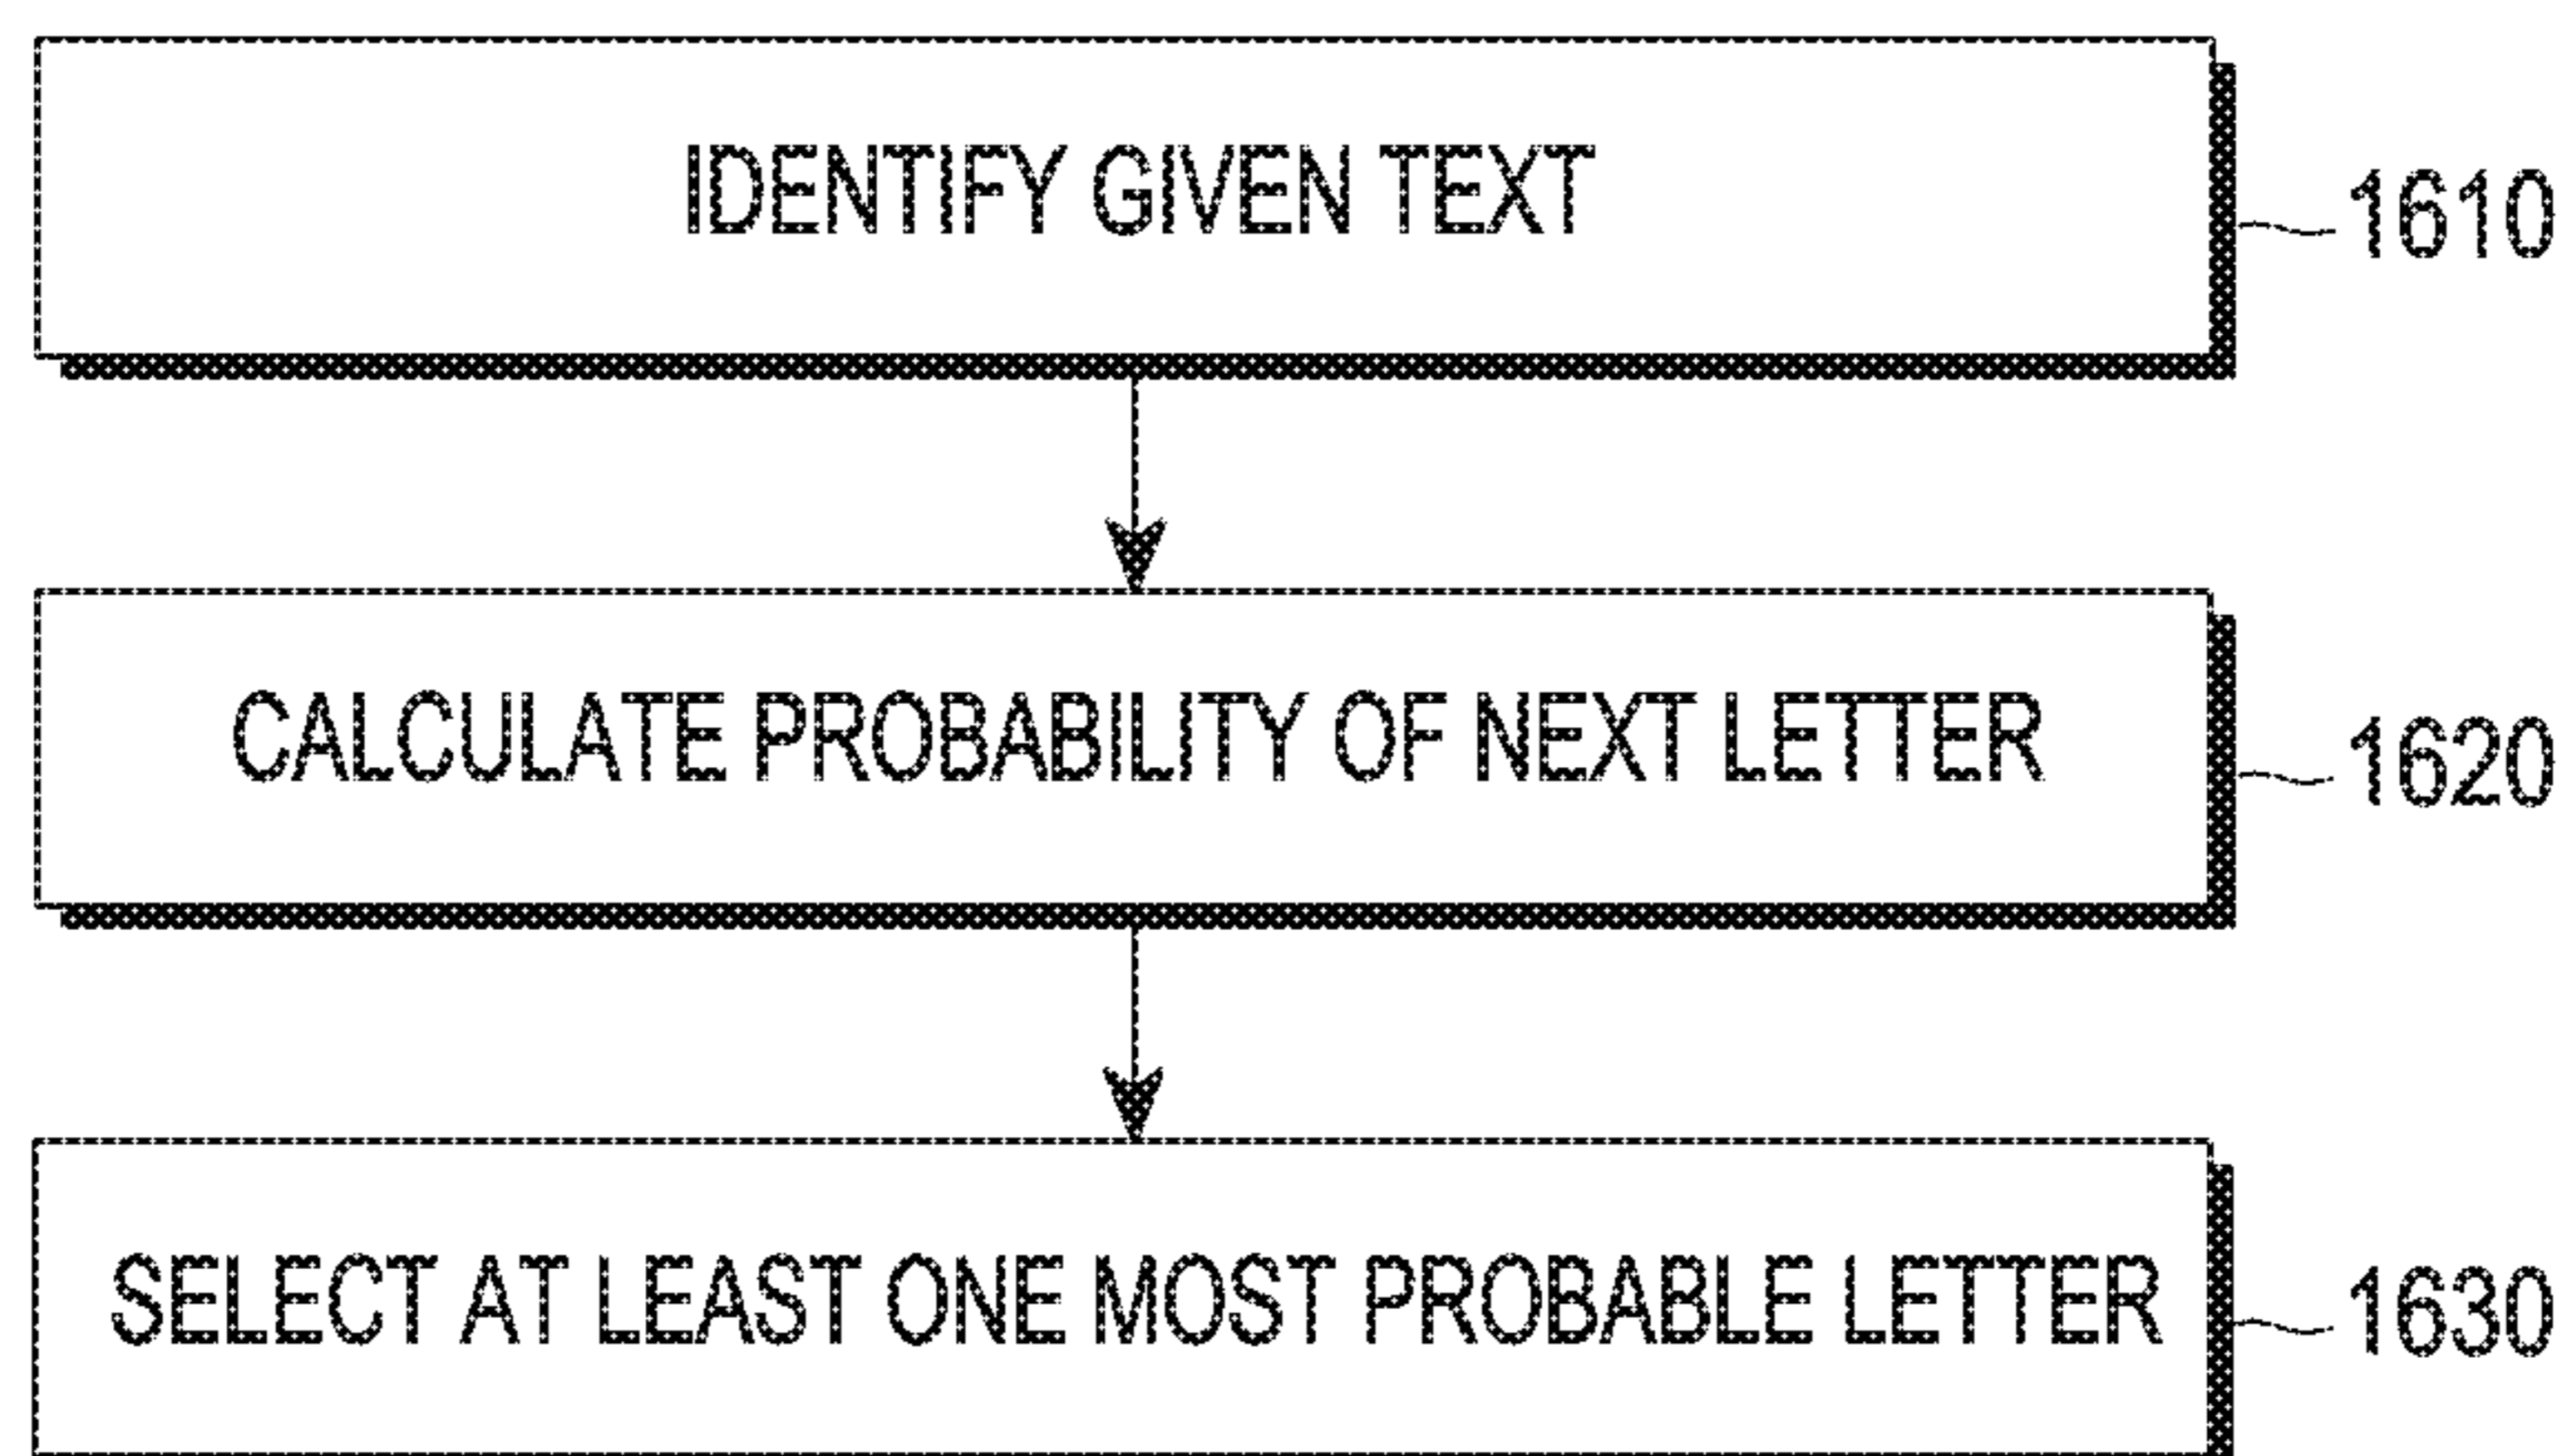 IDENTIFY GIVEN TEXT
1610
CALCULATE PROBABILITY OF NEXT LETTER
1620
SELECT AT LEAST ONE MOST PROBABLE LETTER
1630